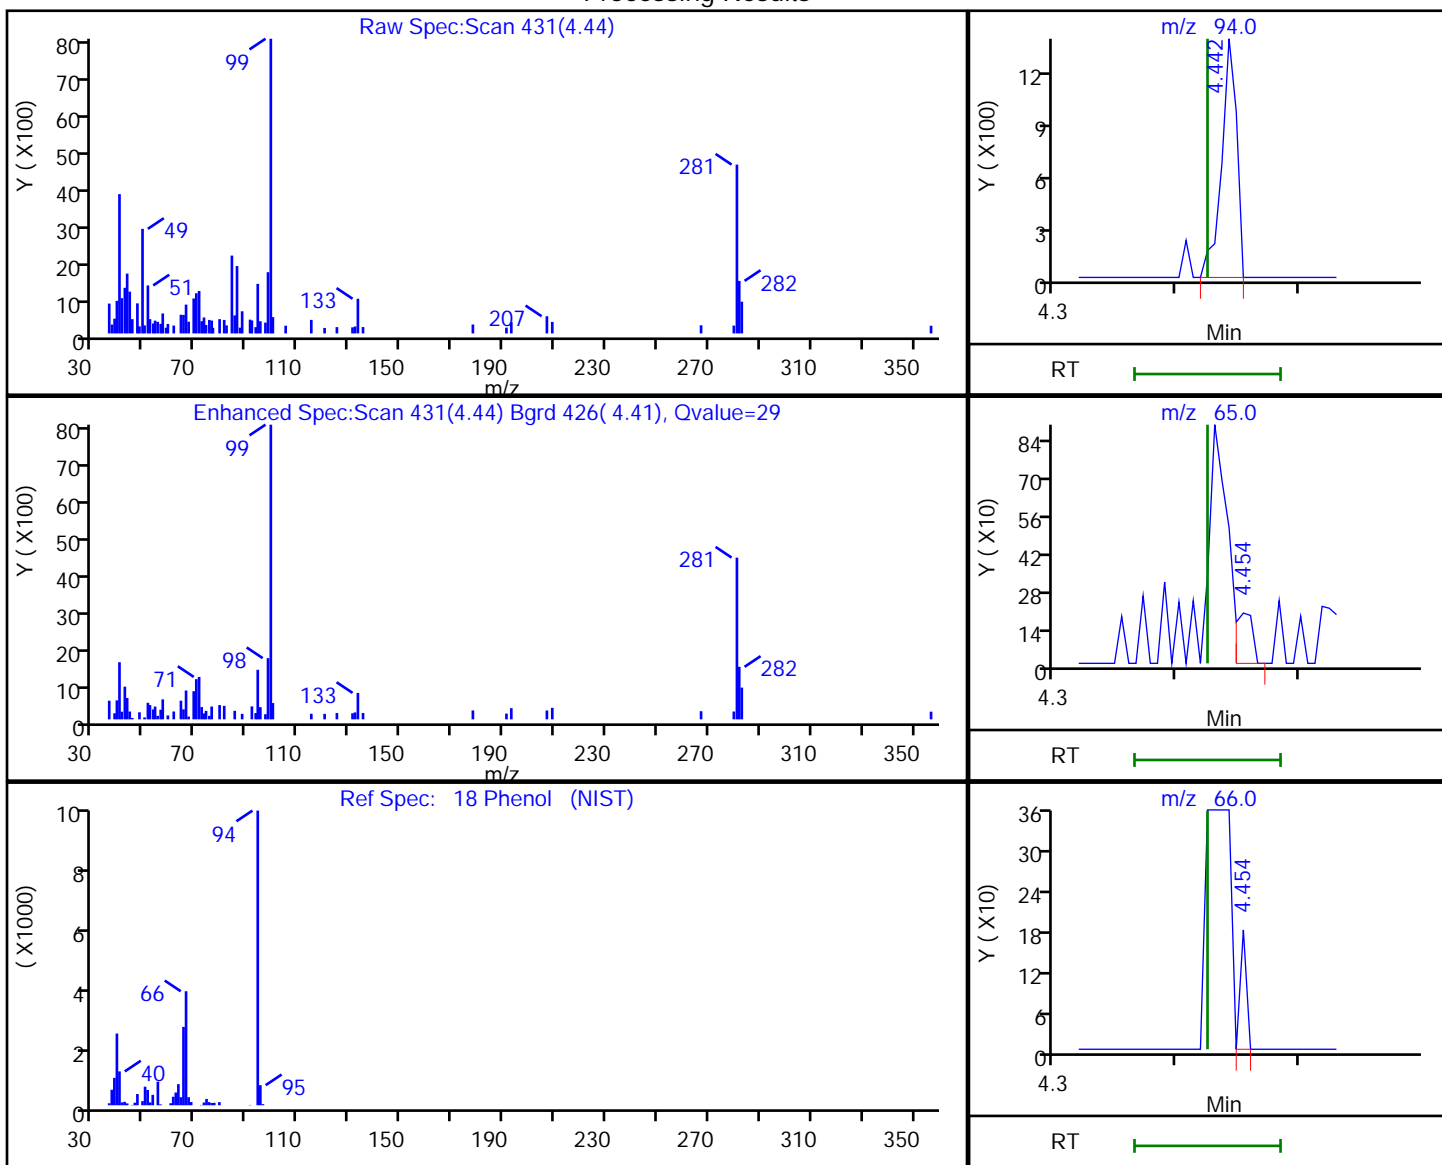 Processing Results
Raw Spec:Scan 431(4.44)
Y ( X100)
80
70
60
50
40
30
20
10
0
99
49
51
133
207
281
282
30 70 110 150 190 230 270 310 350
m/z
m/z 94.0
Y ( X100)
12
9
6
3
0
4.442
4.3
Min
RT
Enhanced Spec:Scan 431(4.44) Bgrd 426( 4.41), Qvalue=29
Y ( X100)
80
70
60
50
40
30
20
10
0
99
71
98
133
281
282
30 70 110 150 190 230 270 310 350
m/z
m/z 65.0
Y ( X10)
84
70
56
42
28
14
0
4.454
4.3
Min
RT
Ref Spec: 18 Phenol (NIST)
( X1000)
10
8
6
4
2
0
94
66
40
95
30 70 110 150 190 230 270 310 350
m/z 66.0
Y ( X10)
36
30
24
18
12
6
0
4.454
4.3
Min
RT